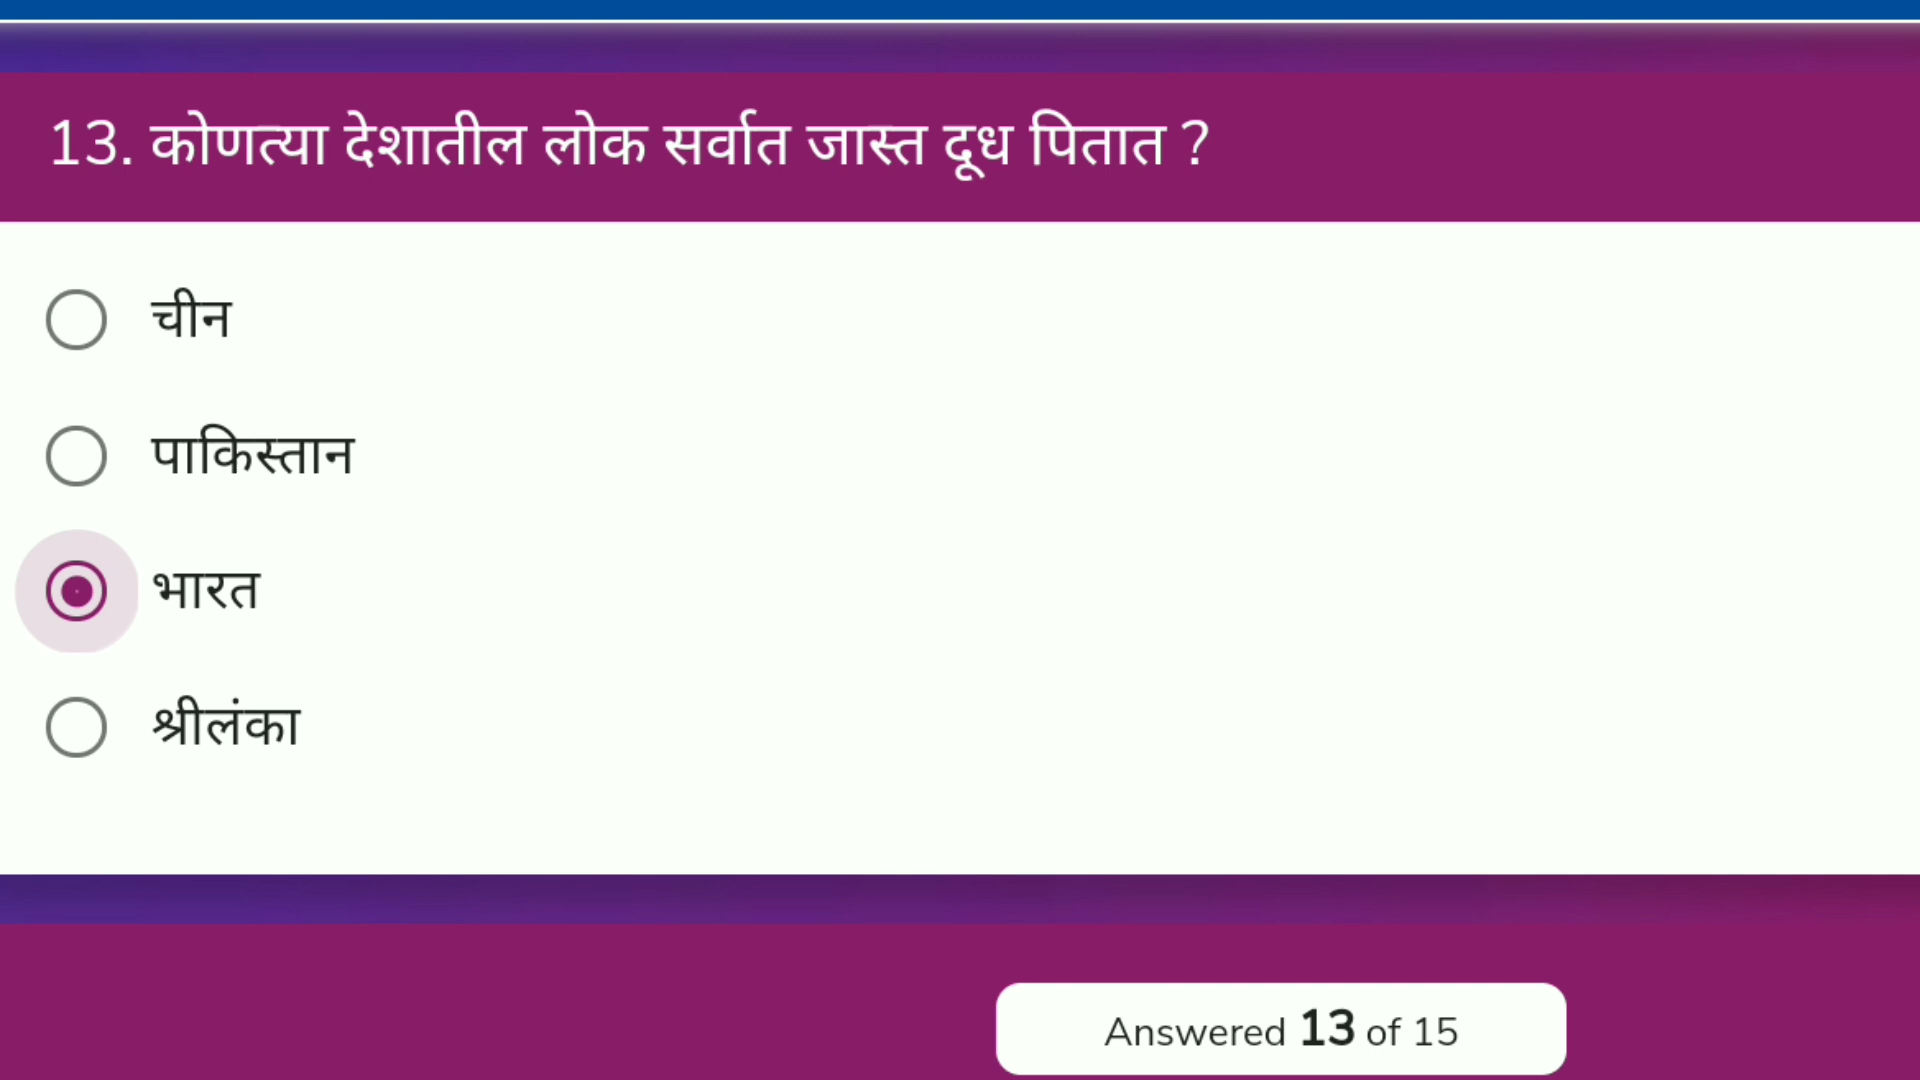 13. कोणत्या देशातील लोक सर्वात जास्त दूध पितात ?
चीन
पाकिस्तान
भारत
श्रीलंका
Answered 13 of 15